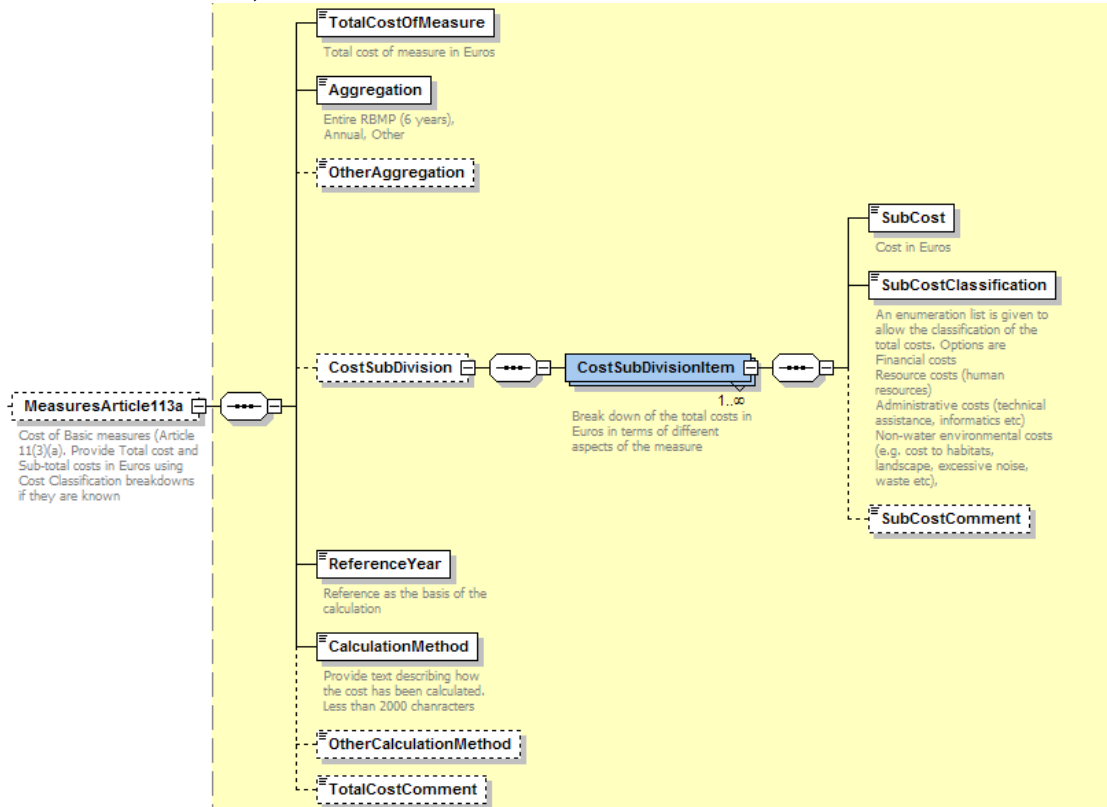 TotalCostOfMeasure
Total cost of measure in Euros
Aggregation
Entire RBMP (6 years),
Annual, Other
OtherAggregation
SubCost
Cost in Euros
SubCostClassification
An enumeration list is given to
allow the classification of the
total costs. Options are
Financial costs
Resource costs (human
resources)
Administrative costs (technical
assistance, informatics etc)
Non-water environmental costs
(e.g. cost to habitats,
landscape, excessive noise,
waste etc),
CostSubDivision
CostSubDivisionItem
1..∞
Break down of the total costs in
Euros in terms of different
aspects of the measure
MeasuresArticle113a
Cost of Basic measures (Article
11(3)(a). Provide Total cost and
Sub-total costs in Euros using
Cost Classification breakdowns
if they are known
SubCostComment
ReferenceYear
Reference as the basis of the
calculation
CalculationMethod
Provide text describing how
the cost has been calculated.
Less than 2000 chanracters
OtherCalculationMethod
TotalCostComment